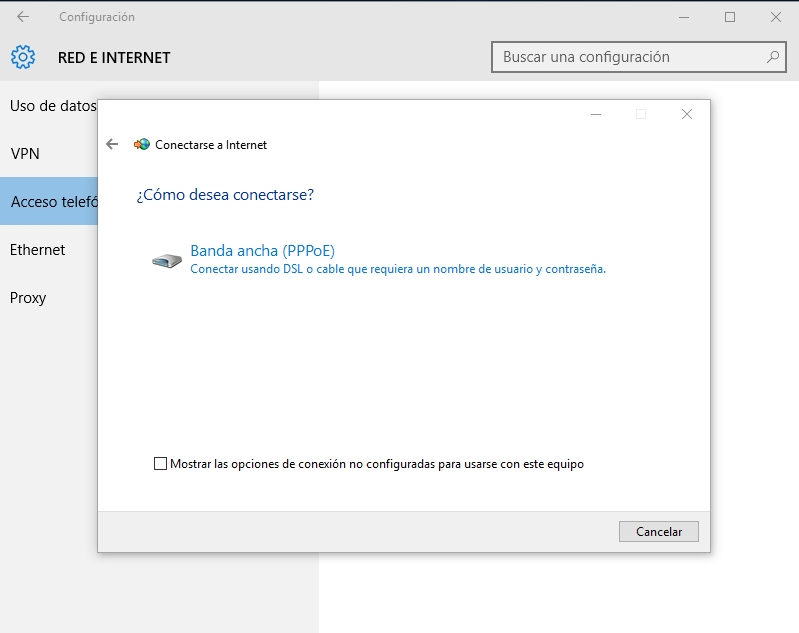 Configuración
RED E INTERNET
Buscar una configuración
Uso de datos
VPN
Acceso telefó
Ethernet
Proxy
Conectarse a Internet
¿Cómo desea conectarse?
Banda ancha (PPPoE)
Conectar usando DSL o cable que requiera un nombre de usuario y contraseña.
Mostrar las opciones de conexión no configuradas para usarse con este equipo
Cancelar